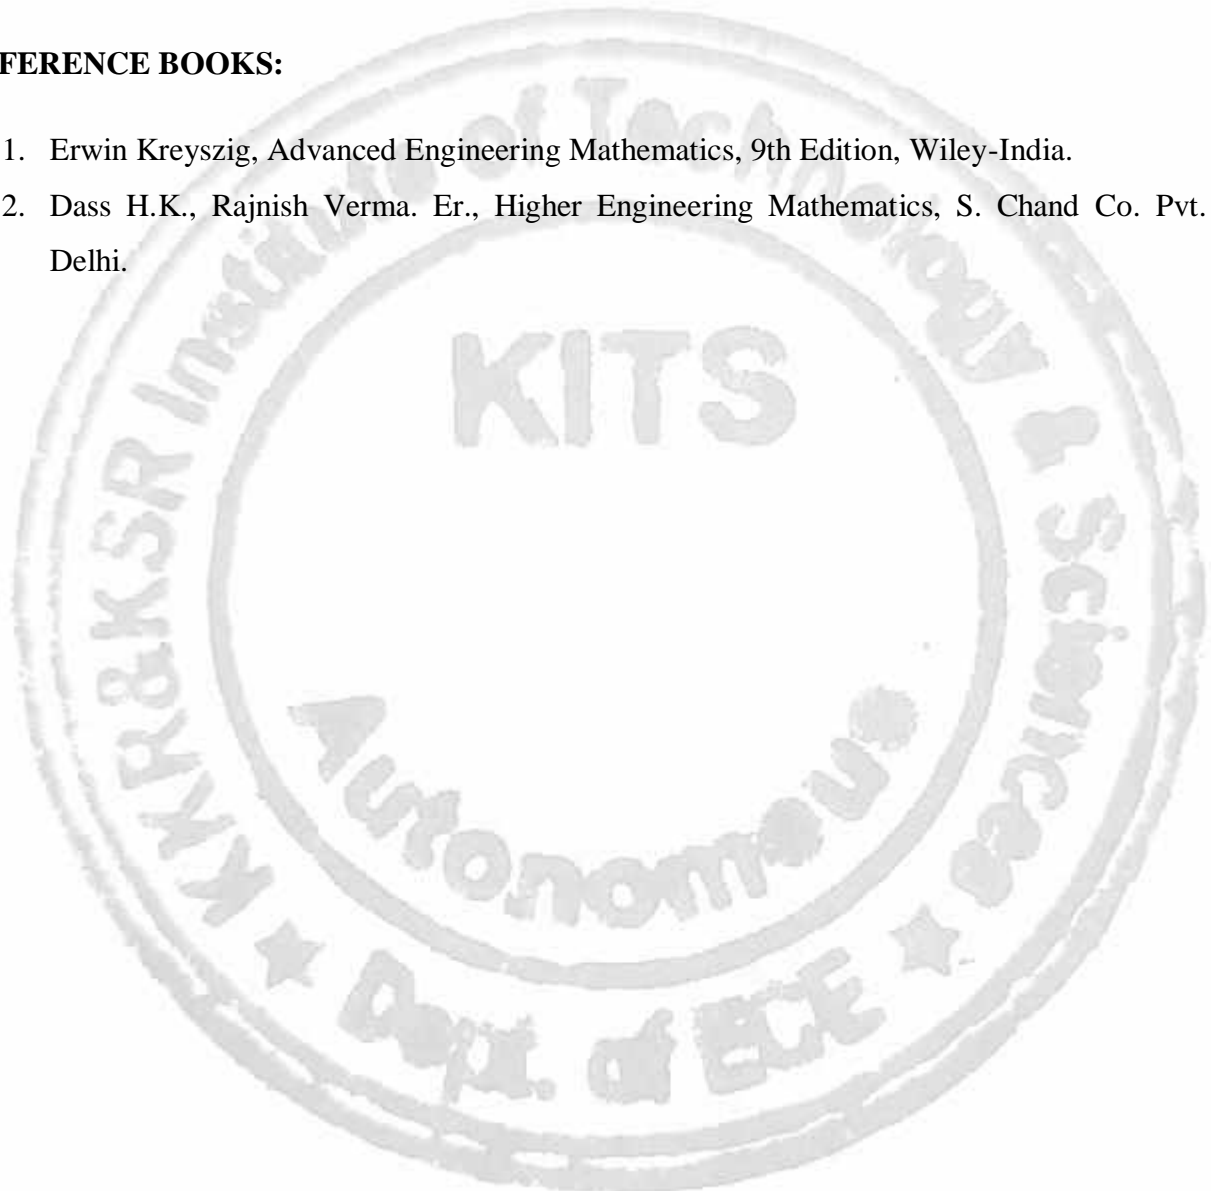 FERENCE BOOKS:
1. Erwin Kreyszig, Advanced Engineering Mathematics, 9th Edition, Wiley-India.
2. Dass H.K., Rajnish Verma. Er., Higher Engineering Mathematics, S. Chand Co. Pvt.
Delhi.
KKR&KSR Institute of Technology & Sciences
KITS
Autonomous
Dept. of ECE